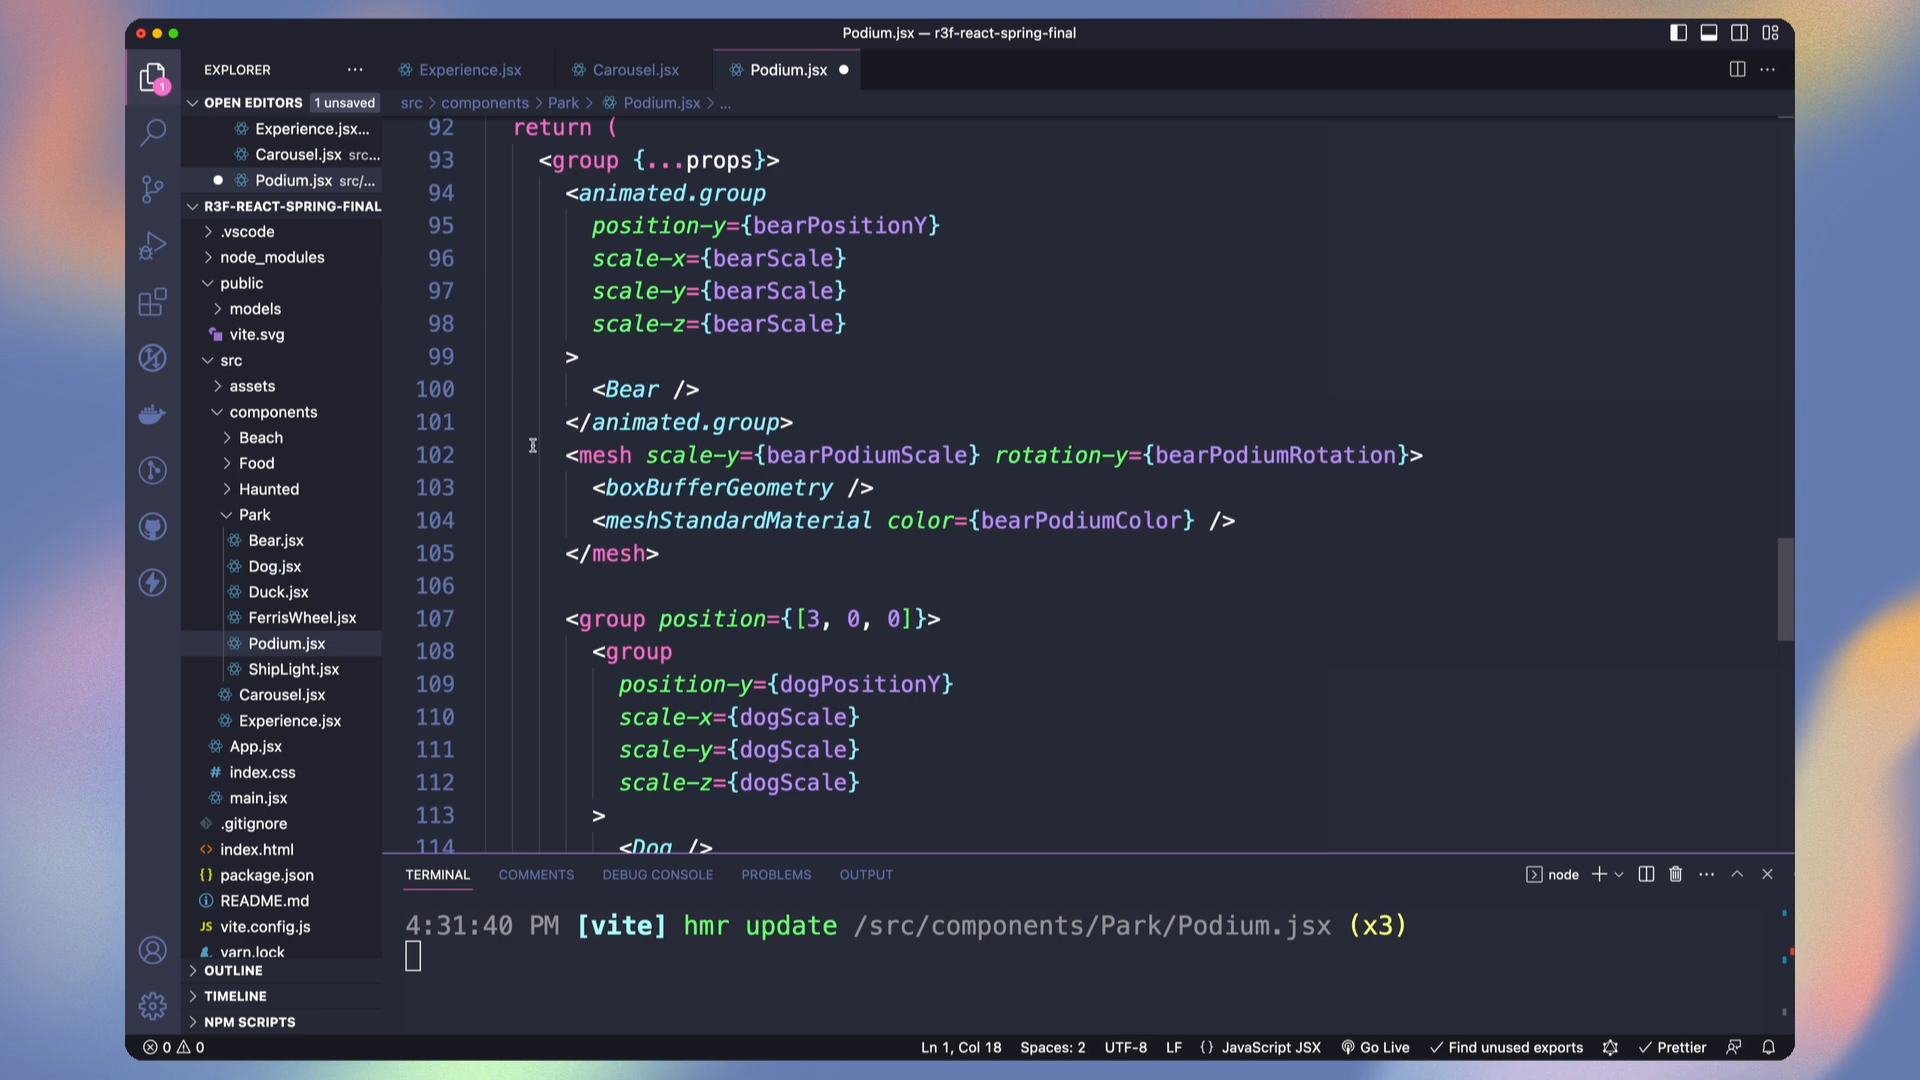 Podium.jsx — r3f-react-spring-final
EXPLORER
Experience.jsx
Carousel.jsx
Podium.jsx
1
OPEN EDITORS 1 unsaved
src > components > Park > Podium.jsx > ...
Experience.jsx...
Carousel.jsx src...
Podium.jsx src/...
R3F-REACT-SPRING-FINAL
.vscode
node_modules
public
models
vite.svg
src
assets
components
Beach
Food
Haunted
Park
Bear.jsx
Dog.jsx
Duck.jsx
FerrisWheel.jsx
Podium.jsx
ShipLight.jsx
Carousel.jsx
Experience.jsx
App.jsx
# index.css
main.jsx
.gitignore
<> index.html
{} package.json
README.md
JS vite.config.js
yarn.lock
OUTLINE
TIMELINE
NPM SCRIPTS
92 return (
93 <group {...props}>
94 <animated.group
95 position-y={bearPositionY}
96 scale-x={bearScale}
97 scale-y={bearScale}
98 scale-z={bearScale}
99 >
100 <Bear />
101 </animated.group>
102 <mesh scale-y={bearPodiumScale} rotation-y={bearPodiumRotation}>
103 <boxBufferGeometry />
104 <meshStandardMaterial color={bearPodiumColor} />
105 </mesh>
106
107 <group position={[3, 0, 0]}>
108 <group
109 position-y={dogPositionY}
110 scale-x={dogScale}
111 scale-y={dogScale}
112 scale-z={dogScale}
113 >
114 <Dog />
TERMINAL COMMENTS DEBUG CONSOLE PROBLEMS OUTPUT node
4:31:40 PM [vite] hmr update /src/components/Park/Podium.jsx (x3)
0 0 Ln 1, Col 18 Spaces: 2 UTF-8 LF {} JavaScript JSX Go Live Find unused exports Prettier